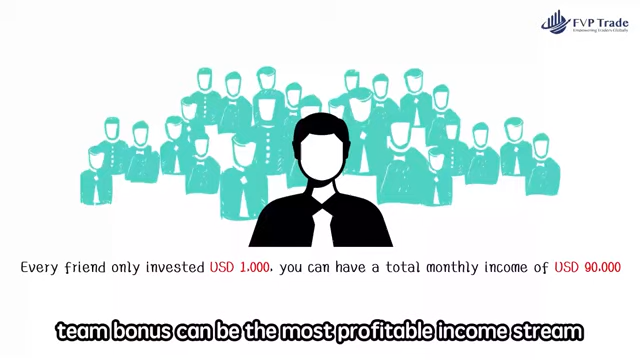 FVP Trade
Empowering Traders Globally
Every friend only invested USD 1,000, you can have a total monthly income of USD 90,000
team bonus can be the most profitable income stream